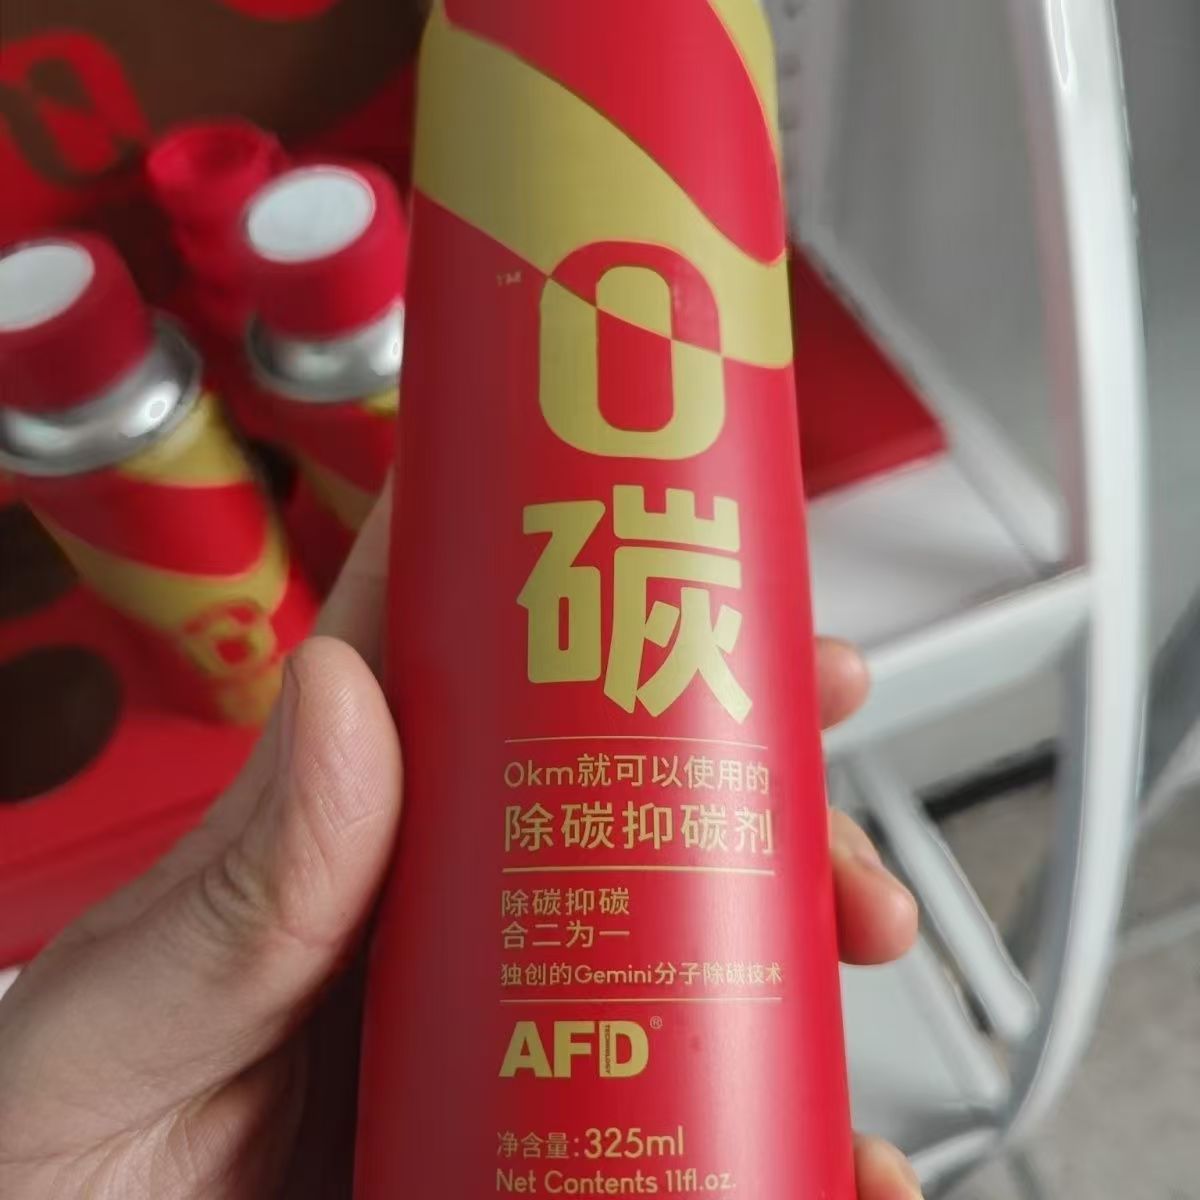 ™
0
碳
0km就可以使用的
除碳抑碳剂
除碳抑碳
合二为一
独创的Gemini分子除碳技术
AFD®
TECHNOLOGY
净含量:325ml
Net Contents 11fl.oz.